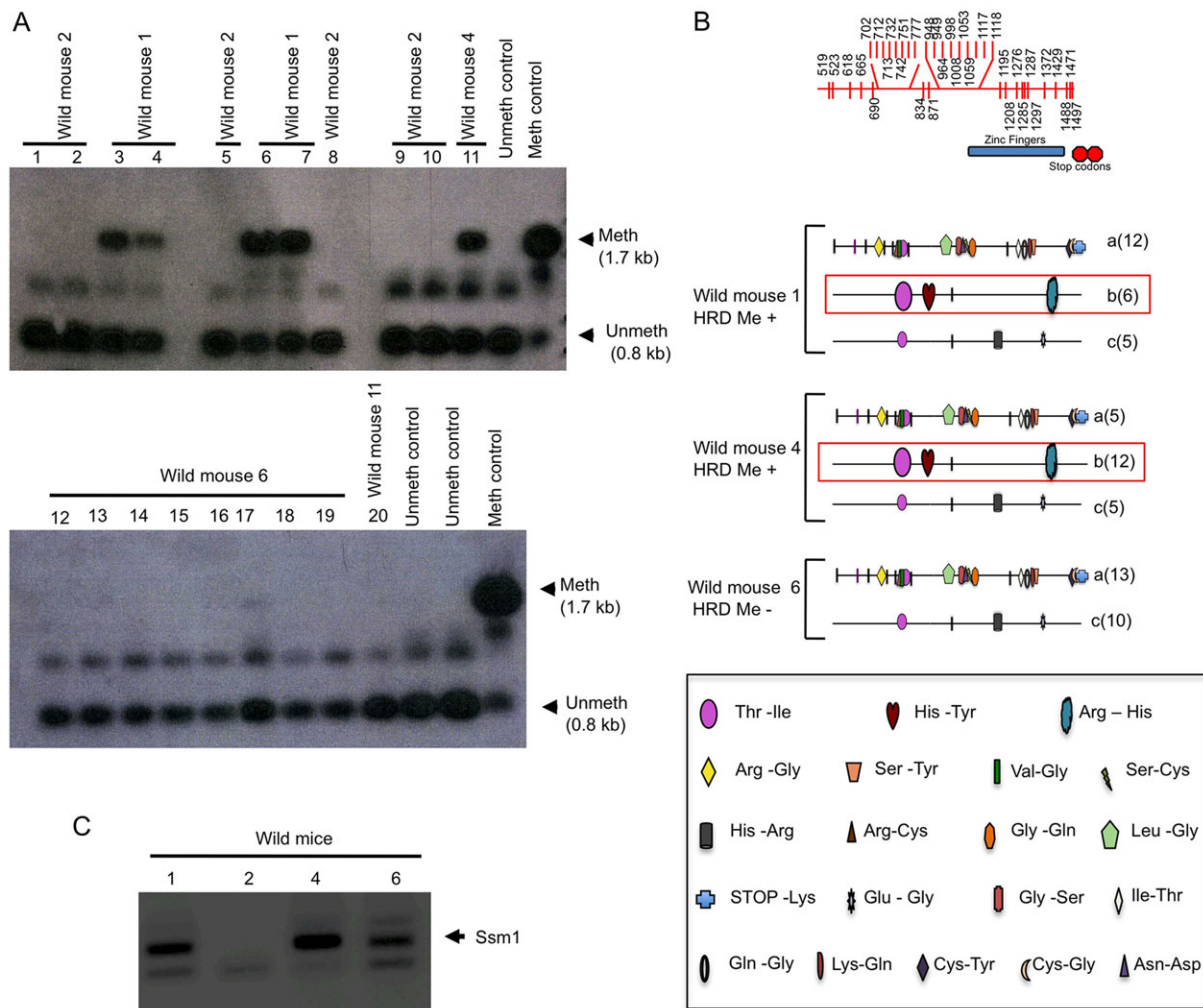 A
Wild mouse 2
Wild mouse 1
Wild mouse 2
Wild mouse 1
Wild mouse 2
Wild mouse 2
Wild mouse 4
Unmeth control
Meth control
1 2 3 4 5 6 7 8 9 10 11
Meth
(1.7 kb)
Unmeth
(0.8 kb)
Wild mouse 6
Wild mouse 11
Unmeth control
Unmeth control
Meth control
12 13 14 15 16 17 18 19 20
Meth
(1.7 kb)
Unmeth
(0.8 kb)
C
Wild mice
1 2 4 6
Ssm1
B
702 712 732 751 777 948 949 998 1053 1117 1118
713 742 964 1008 1059
519 523 618 665 1195 1276 1287 1372 1429 1471
690 834 871 1208 1285 1297 1488 1497
Zinc Fingers
Stop codons
Wild mouse 1
HRD Me +
a(12)
b(6)
c(5)
Wild mouse 4
HRD Me +
a(5)
b(12)
c(5)
Wild mouse 6
HRD Me -
a(13)
c(10)
Thr -Ile His -Tyr Arg – His
Arg -Gly Ser -Tyr Val-Gly Ser-Cys
His -Arg Arg-Cys Gly -Gln Leu -Gly
STOP -Lys Glu - Gly Gly -Ser Ile-Thr
Gln -Gly Lys-Gln Cys-Tyr Cys-Gly Asn-Asp